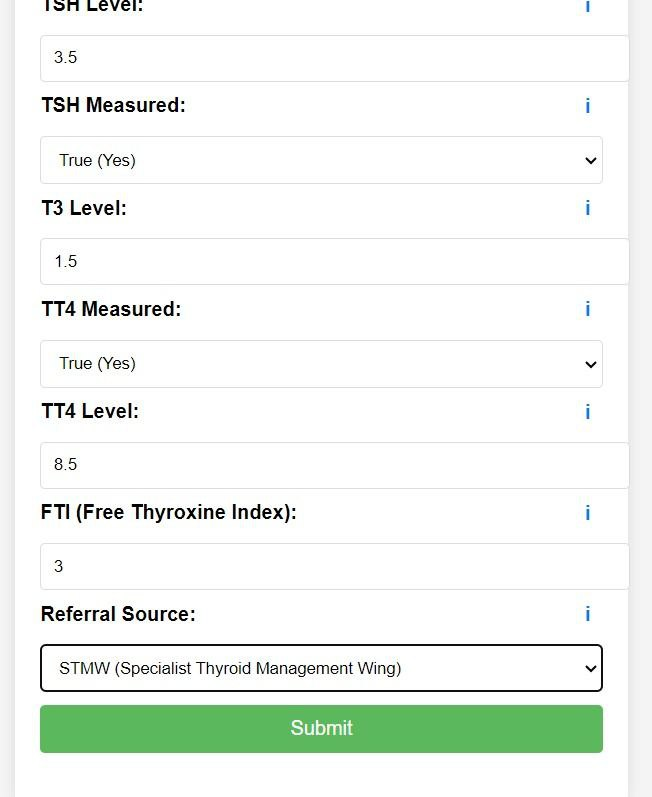 TSH Level:
i
3.5
TSH Measured:
i
True (Yes)
T3 Level:
i
1.5
TT4 Measured:
i
True (Yes)
TT4 Level:
i
8.5
FTI (Free Thyroxine Index):
i
3
Referral Source:
i
STMW (Specialist Thyroid Management Wing)
Submit